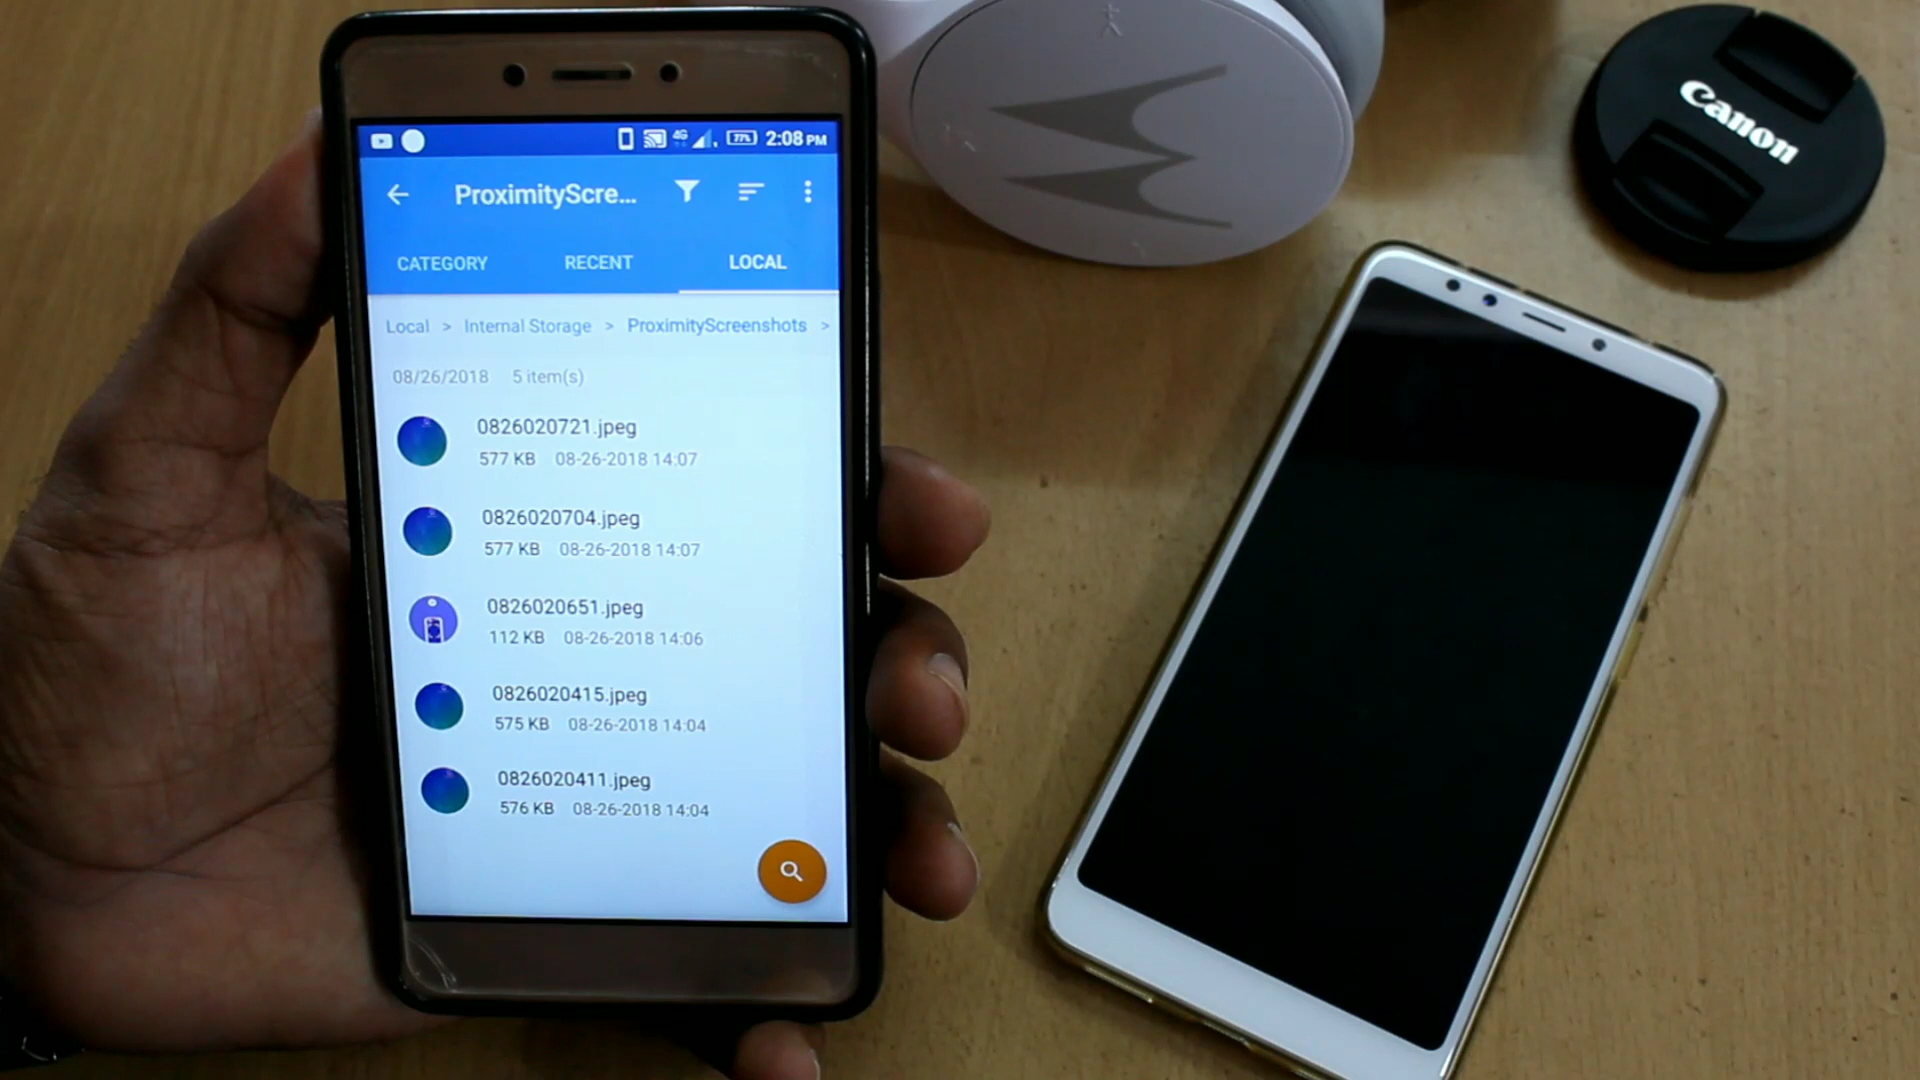 4G 77% 2:08 PM
ProximityScre...
CATEGORY RECENT LOCAL
Local > Internal Storage > ProximityScreenshots >
08/26/2018 5 item(s)
0826020721.jpeg
577 KB 08-26-2018 14:07
0826020704.jpeg
577 KB 08-26-2018 14:07
0826020651.jpeg
112 KB 08-26-2018 14:06
0826020415.jpeg
575 KB 08-26-2018 14:04
0826020411.jpeg
576 KB 08-26-2018 14:04
Canon